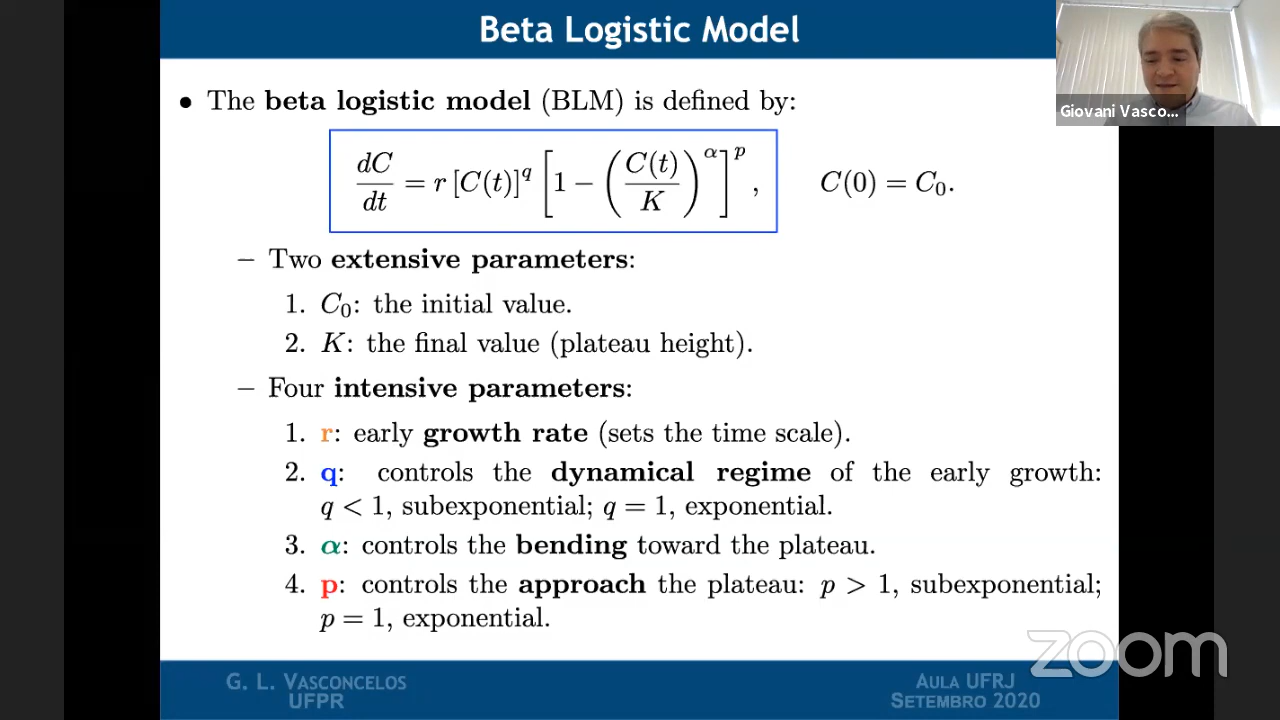 Beta Logistic Model
Giovani Vasco...
• The beta logistic model (BLM) is defined by:
dC/dt = r [C(t)]^q [1 − (C(t)/K)^α]^p , C(0) = C₀.
– Two extensive parameters:
1. C₀: the initial value.
2. K: the final value (plateau height).
– Four intensive parameters:
1. r: early growth rate (sets the time scale).
2. q: controls the dynamical regime of the early growth:
q < 1, subexponential; q = 1, exponential.
3. α: controls the bending toward the plateau.
4. p: controls the approach the plateau: p > 1, subexponential;
p = 1, exponential.
zoom
G. L. Vasconcelos
UFPR
Aula UFRJ
Setembro 2020